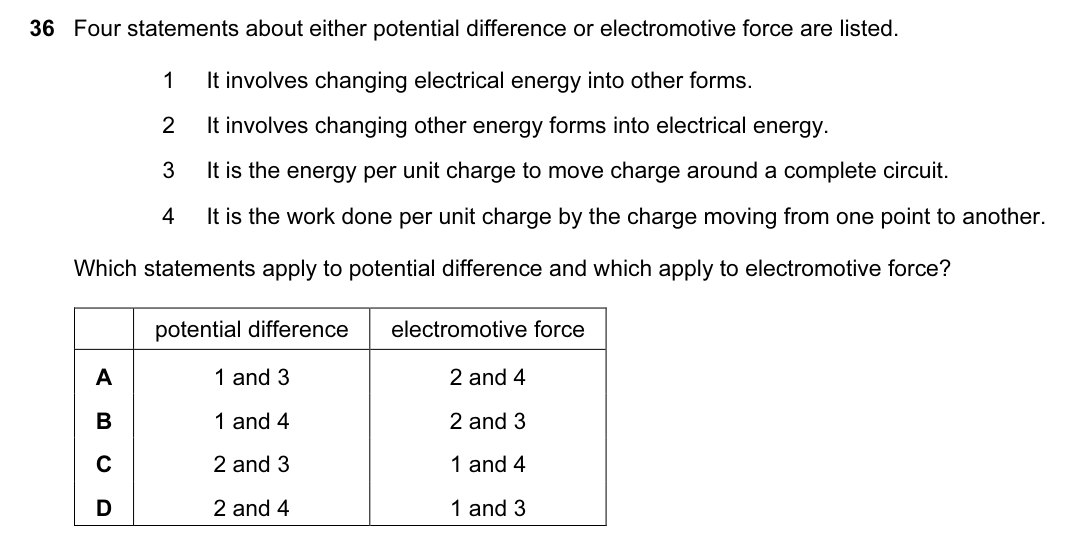 36 Four statements about either potential difference or electromotive force are listed.
1 It involves changing electrical energy into other forms.
2 It involves changing other energy forms into electrical energy.
3 It is the energy per unit charge to move charge around a complete circuit.
4 It is the work done per unit charge by the charge moving from one point to another.
Which statements apply to potential difference and which apply to electromotive force?
potential difference electromotive force
A 1 and 3 2 and 4
B 1 and 4 2 and 3
C 2 and 3 1 and 4
D 2 and 4 1 and 3